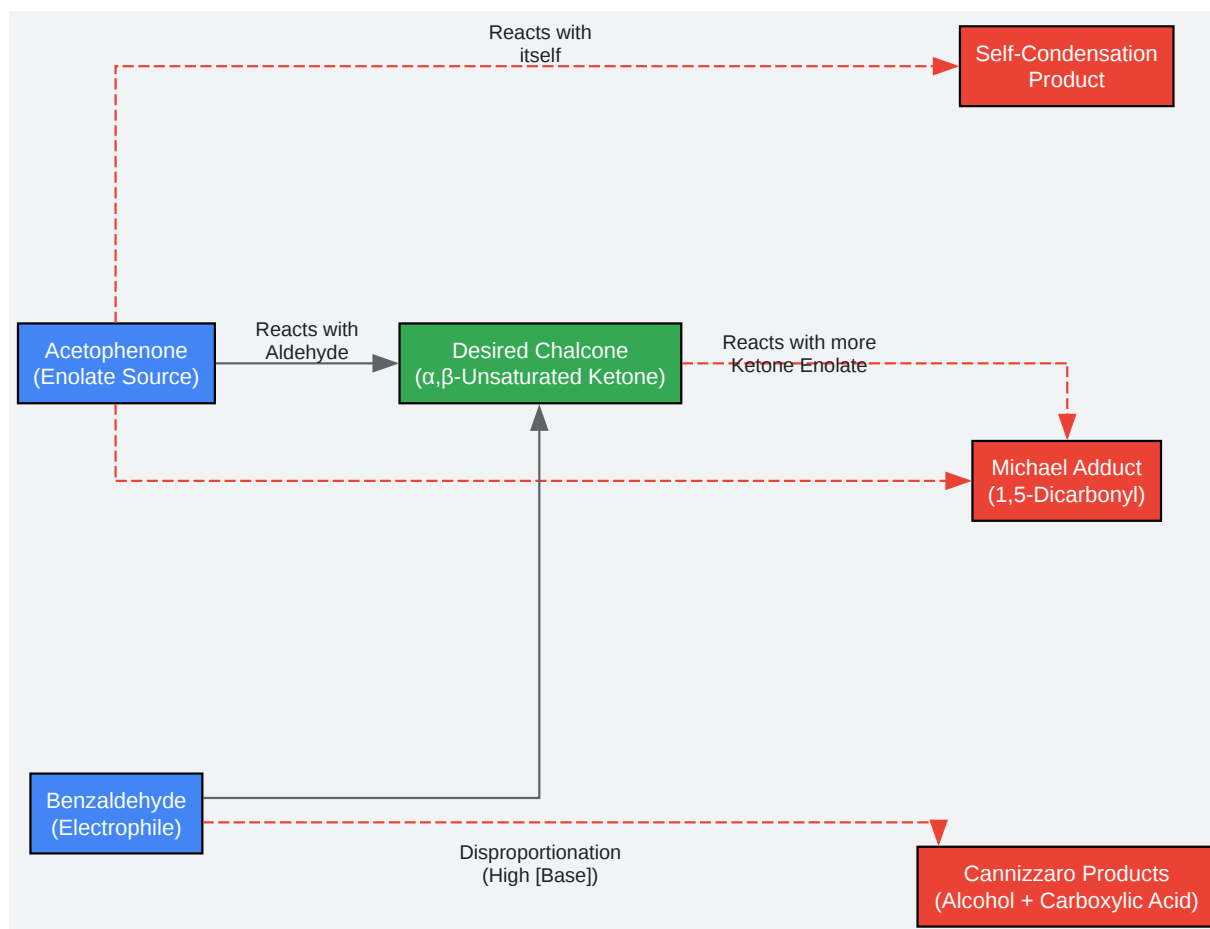 Reacts with
itself
Self-Condensation
Product
Acetophenone
(Enolate Source)
Reacts with
Aldehyde
Desired Chalcone
(α,β-Unsaturated Ketone)
Reacts with more
Ketone Enolate
Michael Adduct
(1,5-Dicarbonyl)
Benzaldehyde
(Electrophile)
Disproportionation
(High [Base])
Cannizzaro Products
(Alcohol + Carboxylic Acid)